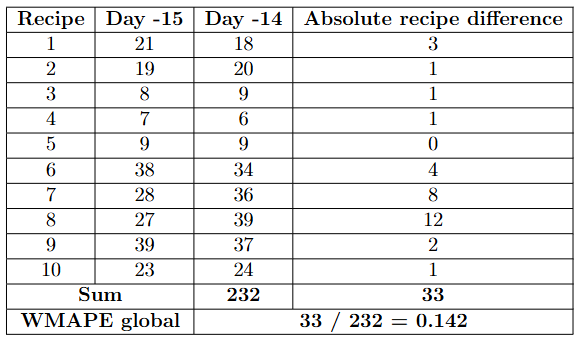 Recipe Day -15 Day -14 Absolute recipe difference
1 21 18 3
2 19 20 1
3 8 9 1
4 7 6 1
5 9 9 0
6 38 34 4
7 28 36 8
8 27 39 12
9 39 37 2
10 23 24 1
Sum 232 33
WMAPE global 33 / 232 = 0.142